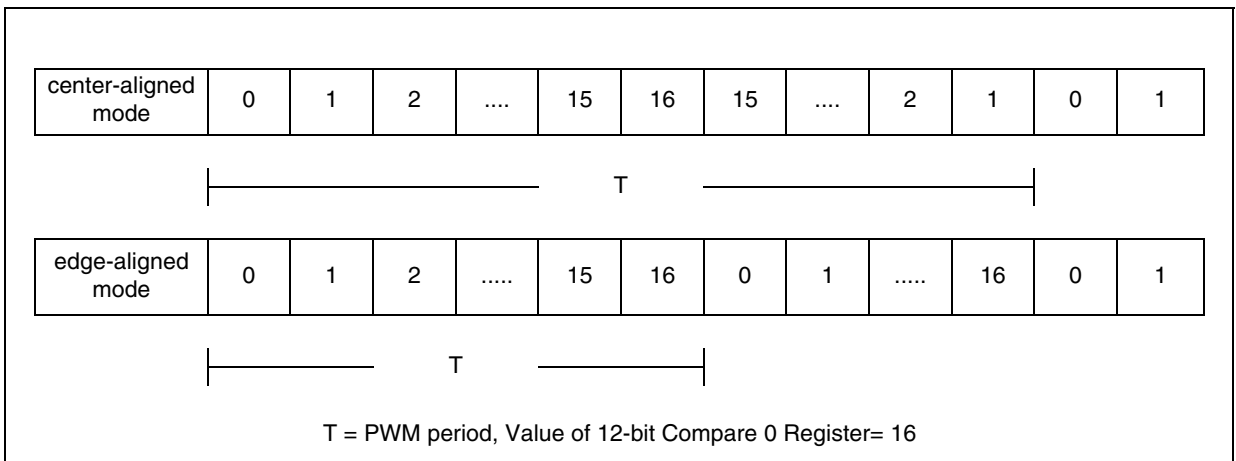 center-aligned mode 0 1 2 .... 15 16 15 .... 2 1 0 1
T
edge-aligned mode 0 1 2 ..... 15 16 0 1 ..... 16 0 1
T
T = PWM period, Value of 12-bit Compare 0 Register= 16